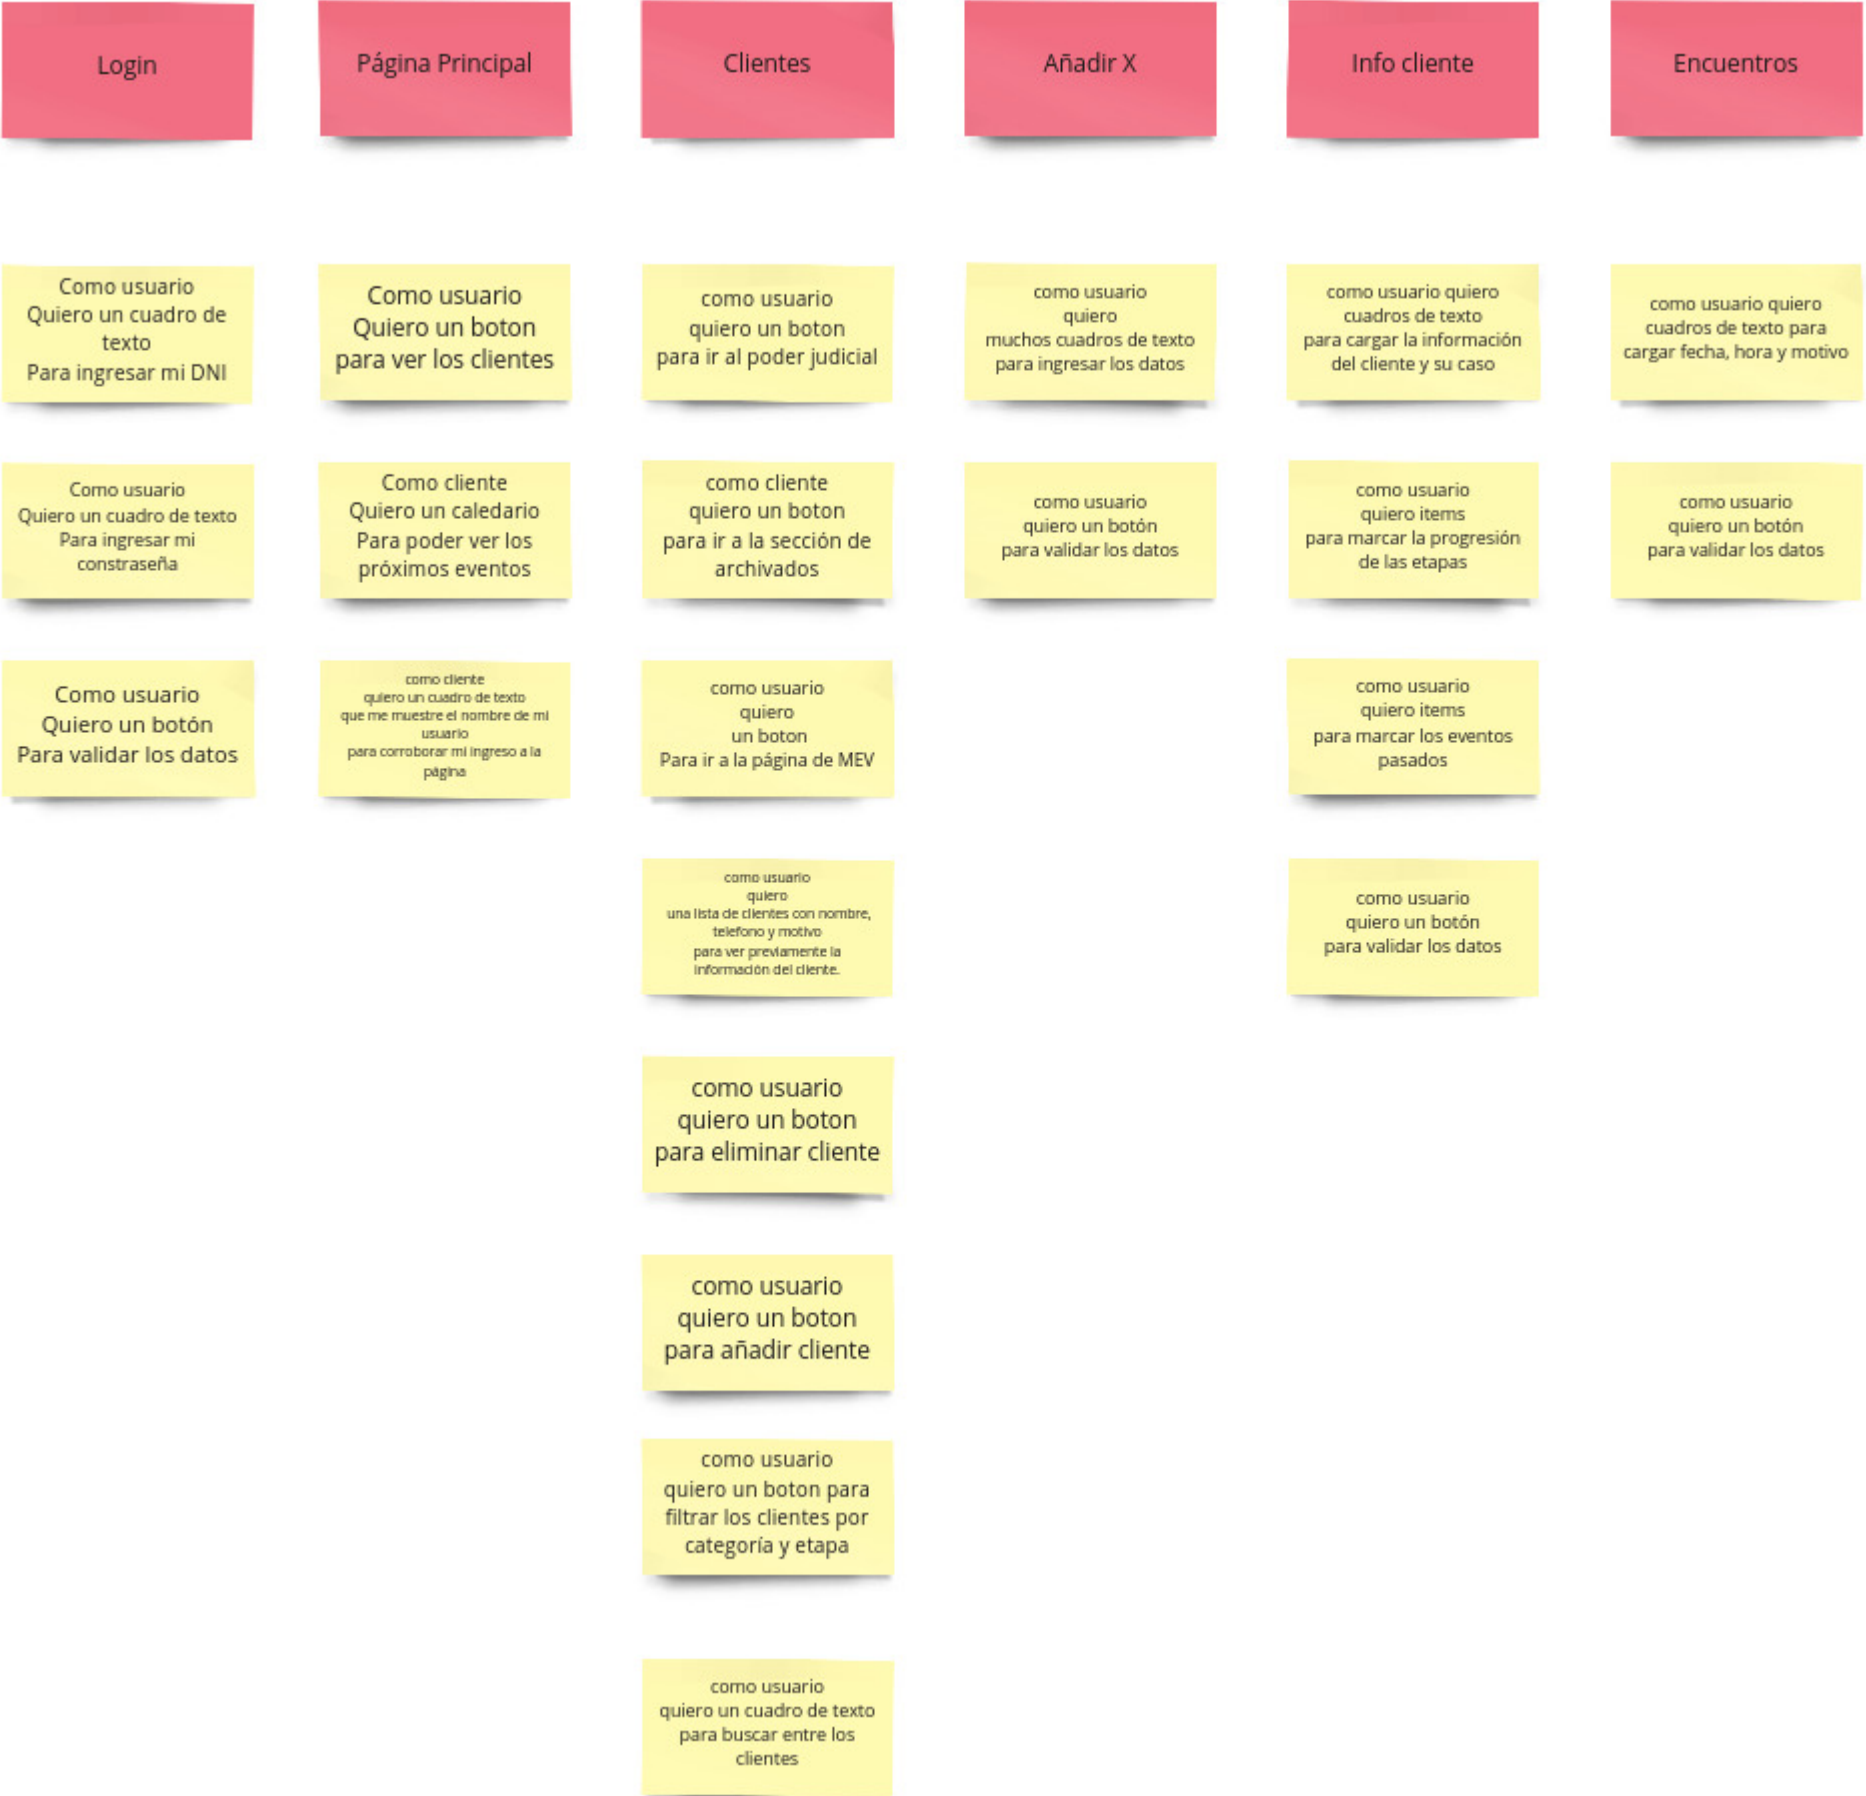 Login
Página Principal
Clientes
Añadir X
Info cliente
Encuentros
Como usuario
Quiero un cuadro de
texto
Para ingresar mi DNI
Como usuario
Quiero un boton
para ver los clientes
como usuario
quiero un boton
para ir al poder judicial
como usuario
quiero
muchos cuadros de texto
para ingresar los datos
como usuario quiero
cuadros de texto
para cargar la información
del cliente y su caso
como usuario quiero
cuadros de texto para
cargar fecha, hora y motivo
Como usuario
Quiero un cuadro de texto
Para ingresar mi
constraseña
Como cliente
Quiero un caledario
Para poder ver los
próximos eventos
como cliente
quiero un boton
para ir a la sección de
archivados
como usuario
quiero un botón
para validar los datos
como usuario
quiero items
para marcar la progresión
de las etapas
como usuario
quiero un botón
para validar los datos
Como usuario
Quiero un botón
Para validar los datos
como cliente
quiero un cuadro de texto
que me muestre el nombre de mi
usuario
para corroborar mi ingreso a la
página
como usuario
quiero
un boton
Para ir a la página de MEV
como usuario
quiero items
para marcar los eventos
pasados
como usuario
quiero
una lista de clientes con nombre,
telefono y motivo
para ver previamente la
información del cliente.
como usuario
quiero un botón
para validar los datos
como usuario
quiero un boton
para eliminar cliente
como usuario
quiero un boton
para añadir cliente
como usuario
quiero un boton para
filtrar los clientes por
categoría y etapa
como usuario
quiero un cuadro de texto
para buscar entre los
clientes